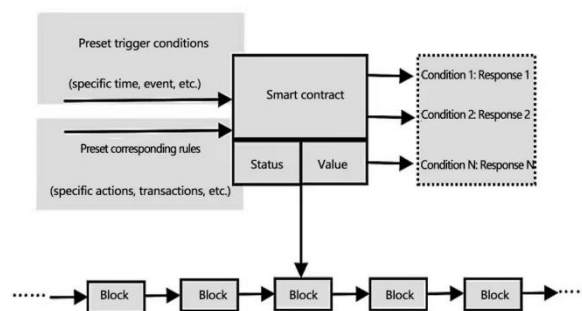 Preset trigger conditions
(specific time, event, etc.)
Preset corresponding rules
(specific actions, transactions, etc.)
Smart contract
Status
Value
Condition 1: Response 1
Condition 2: Response 2
Condition N: Response N
......
Block
Block
Block
Block
Block
......